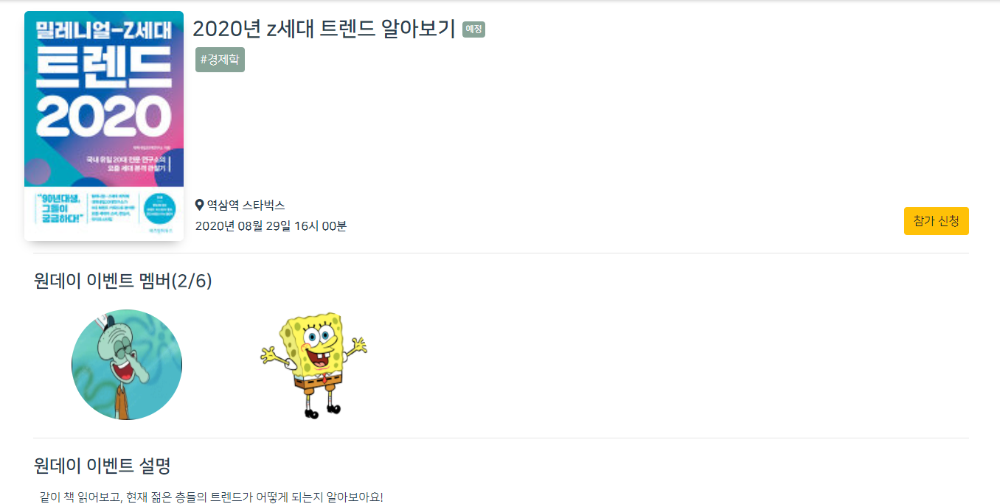 밀레니얼-Z세대
트렌드
2020
국내 유일 20대 전문 연구소의
요즘 세대 본격 관찰기
"90년대생,
그들이
궁금하다!"
2020년 z세대 트렌드 알아보기 예정
#경제학
역삼역 스타벅스
2020년 08월 29일 16시 00분
참가 신청
원데이 이벤트 멤버(2/6)
원데이 이벤트 설명
같이 책 읽어보고, 현재 젊은 층들의 트렌드가 어떻게 되는지 알아보아요!